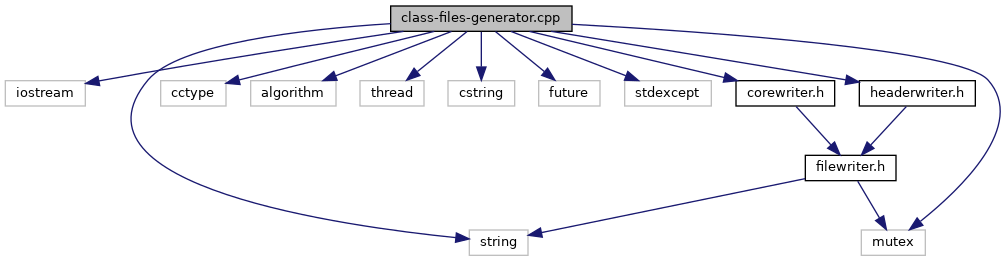 class-files-generator.cpp
iostream
cctype
algorithm
thread
cstring
future
stdexcept
corewriter.h
headerwriter.h
filewriter.h
string
mutex